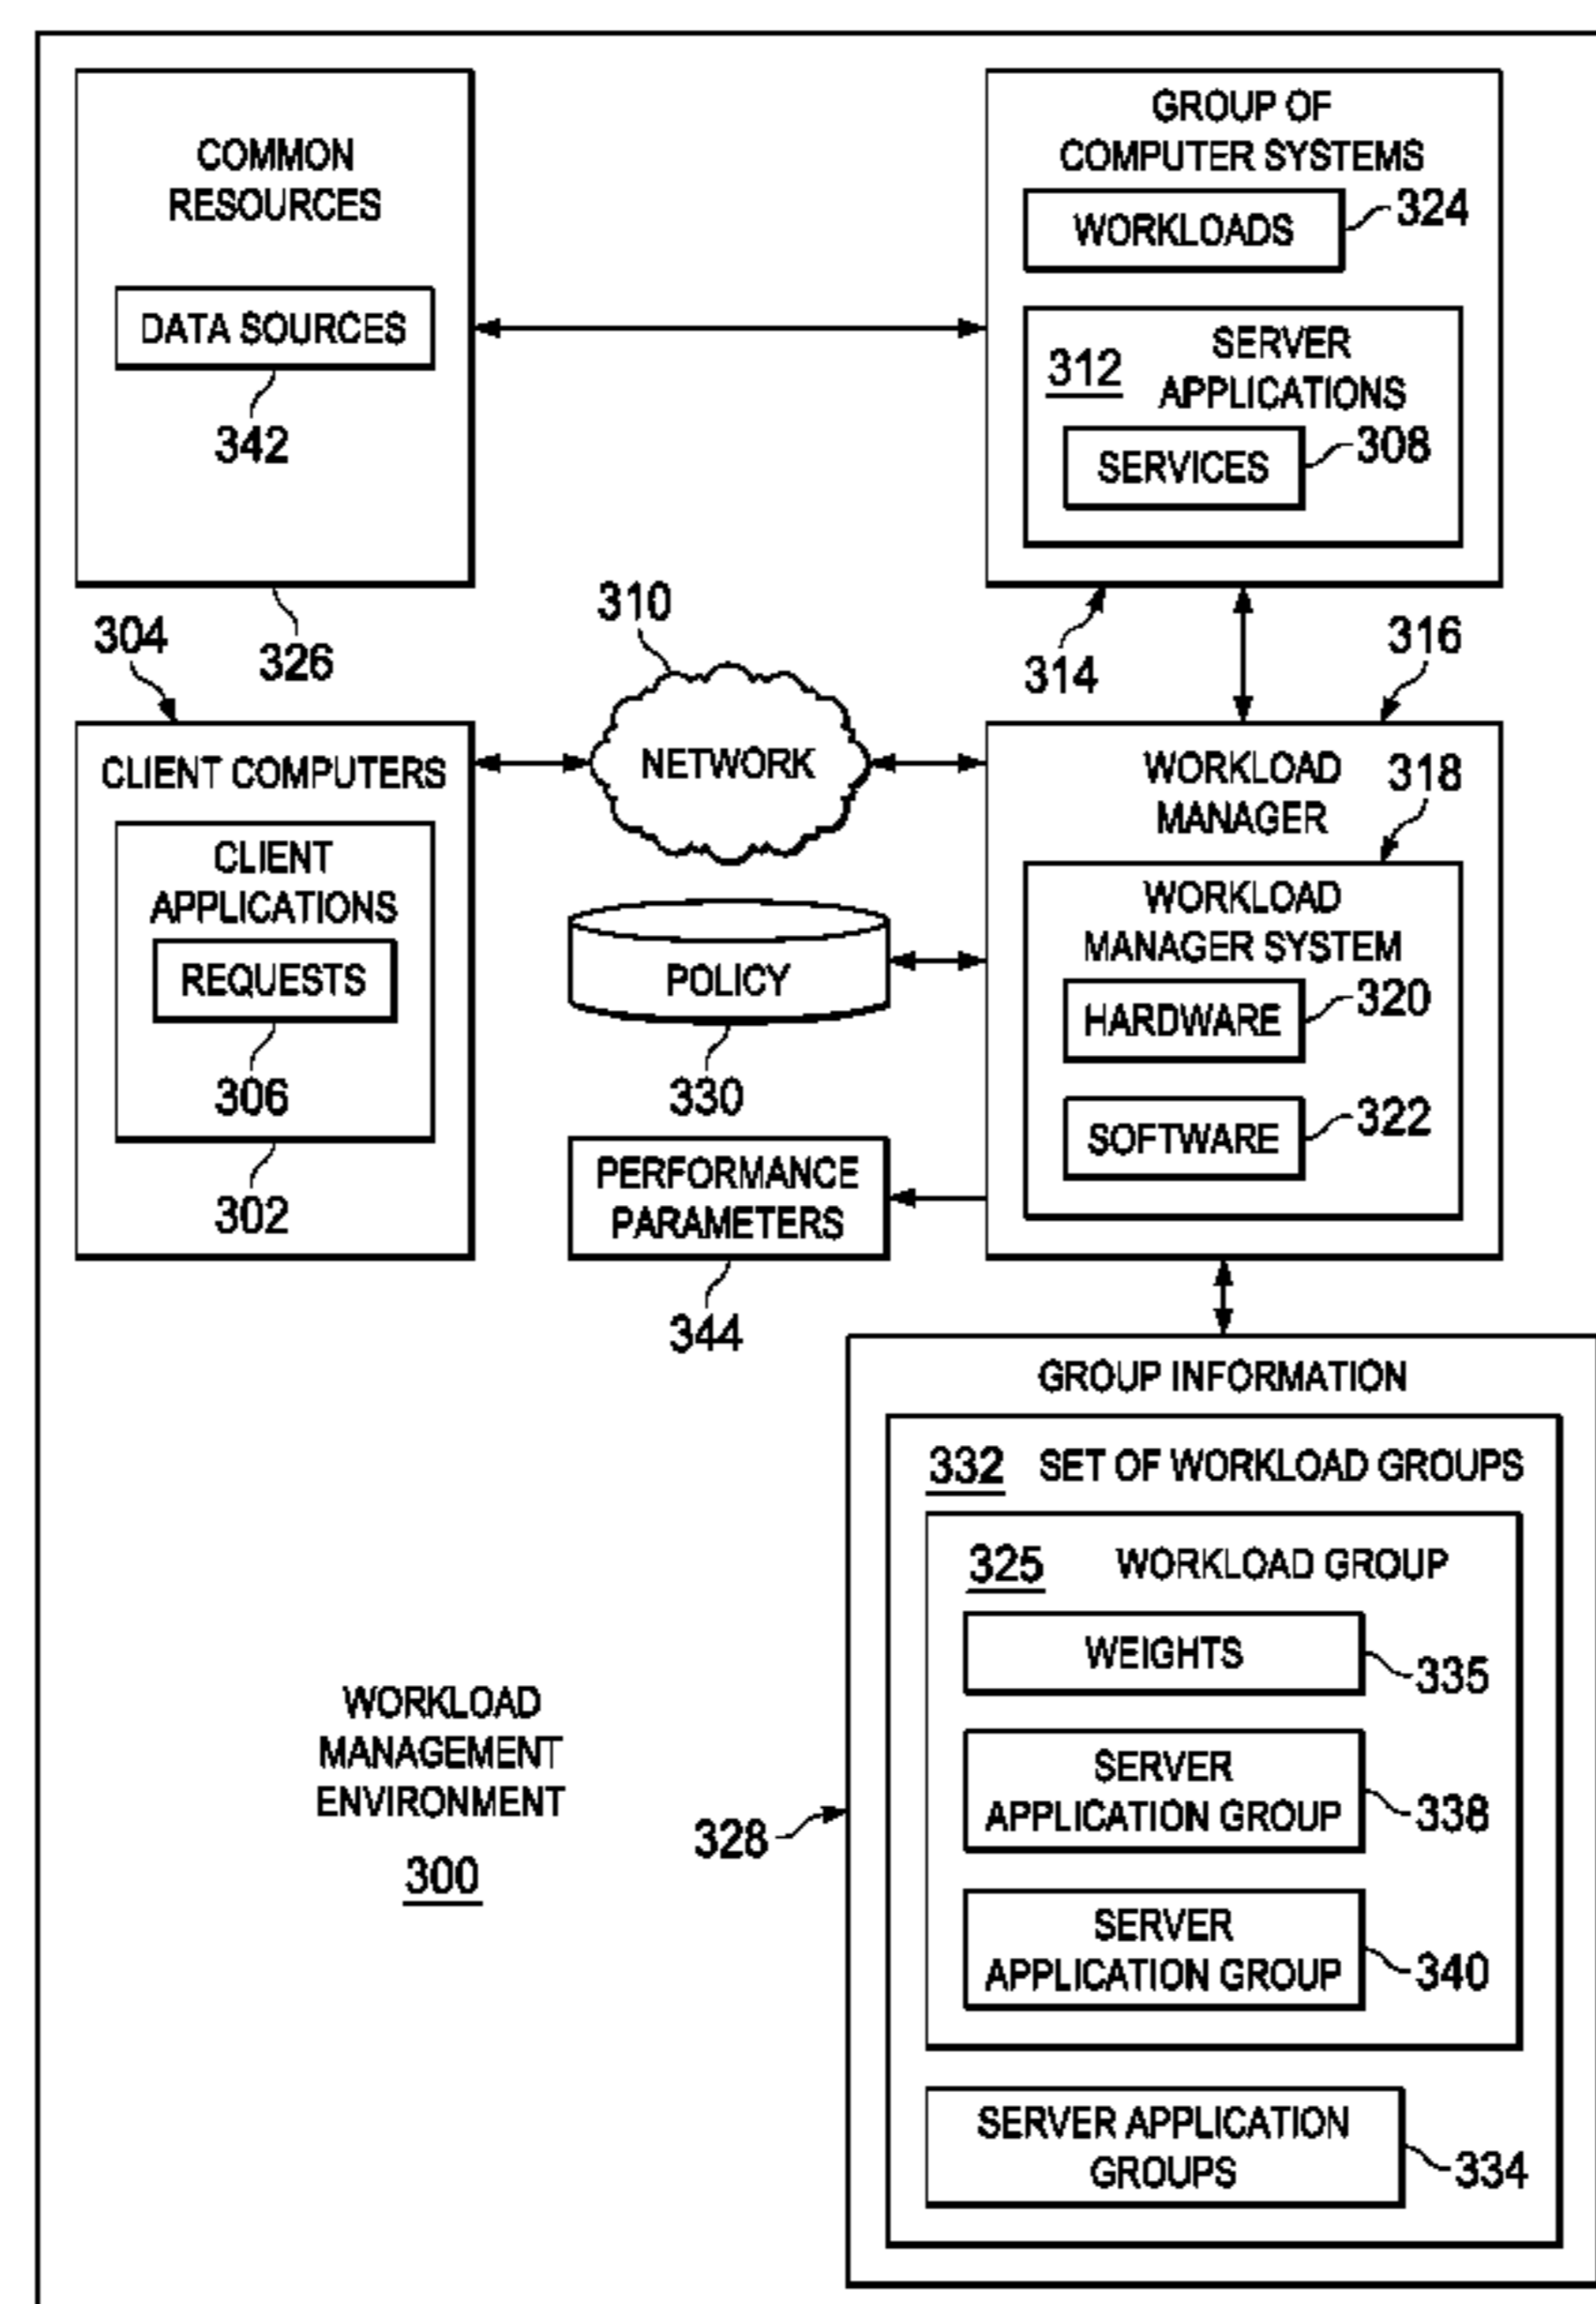 COMMON
RESOURCES
DATA SOURCES
342
326
GROUP OF
COMPUTER SYSTEMS
WORKLOADS
324
312
SERVER
APPLICATIONS
SERVICES
308
314
304
CLIENT COMPUTERS
CLIENT
APPLICATIONS
REQUESTS
306
302
310
NETWORK
POLICY
330
PERFORMANCE
PARAMETERS
344
316
WORKLOAD
MANAGER
318
WORKLOAD
MANAGER SYSTEM
HARDWARE
320
SOFTWARE
322
GROUP INFORMATION
332 SET OF WORKLOAD GROUPS
325 WORKLOAD GROUP
WEIGHTS
335
SERVER
APPLICATION GROUP
338
SERVER
APPLICATION GROUP
340
SERVER APPLICATION
GROUPS
334
328
WORKLOAD
MANAGEMENT
ENVIRONMENT
300